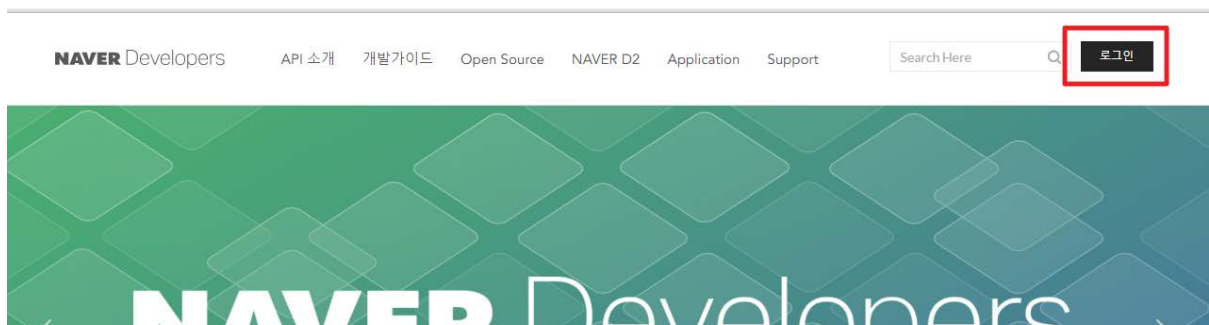 NAVER Developers API 소개 개발가이드 Open Source NAVER D2 Application Support Search Here 로그인
NAVER Developers